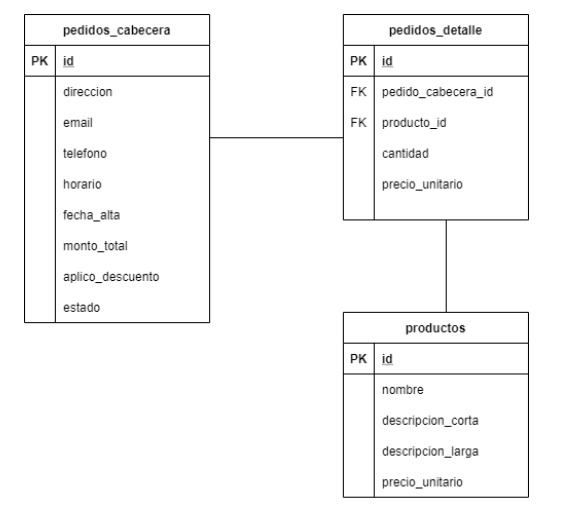 pedidos_cabecera
PK id
direccion
email
telefono
horario
fecha_alta
monto_total
aplico_descuento
estado
pedidos_detalle
PK id
FK pedido_cabecera_id
FK producto_id
cantidad
precio_unitario
productos
PK id
nombre
descripcion_corta
descripcion_larga
precio_unitario